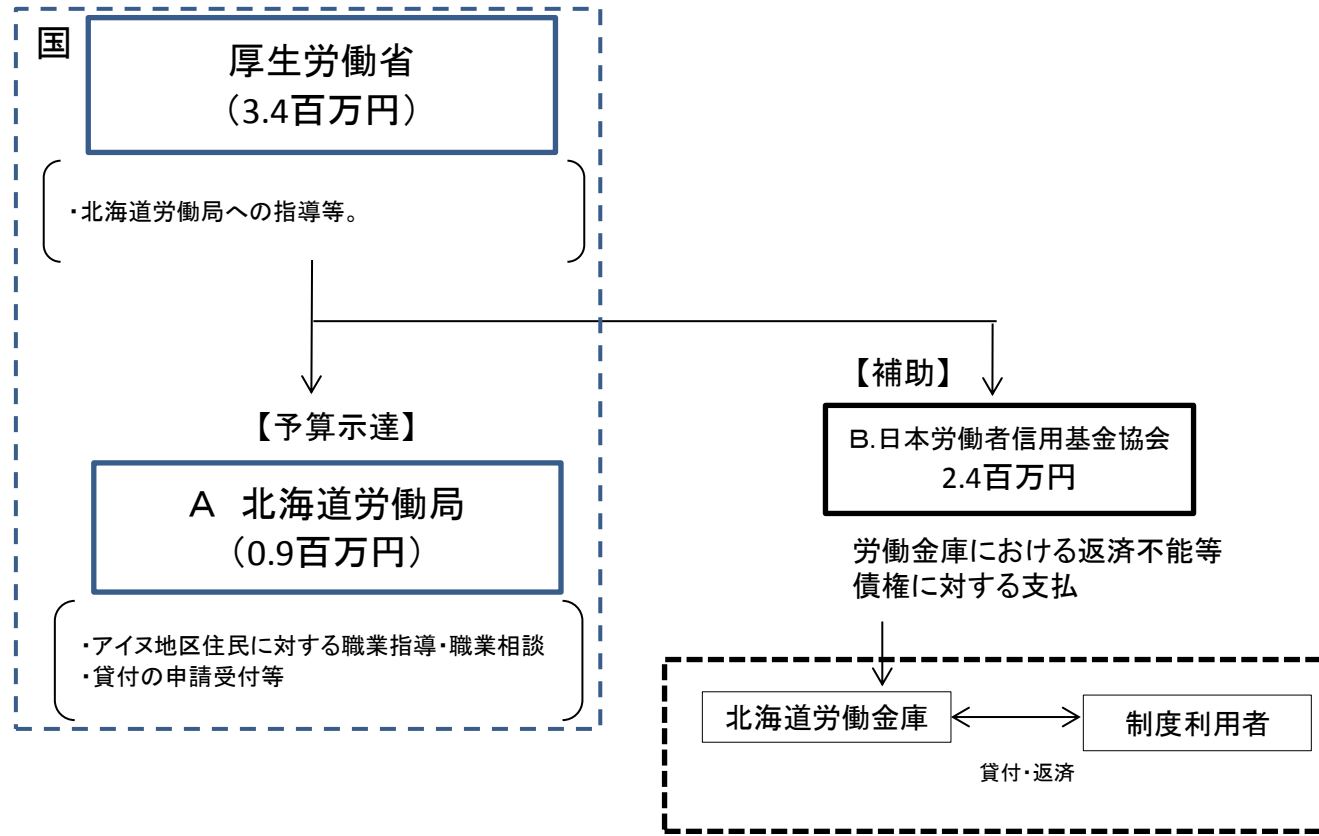 国
厚生労働省
（3.4百万円）
・北海道労働局への指導等。
【予算示達】
A　北海道労働局
（0.9百万円）
・アイヌ地区住民に対する職業指導・職業相談
・貸付の申請受付等
【補助】
B.日本労働者信用基金協会
2.4百万円
労働金庫における返済不能等
債権に対する支払
北海道労働金庫
制度利用者
貸付・返済